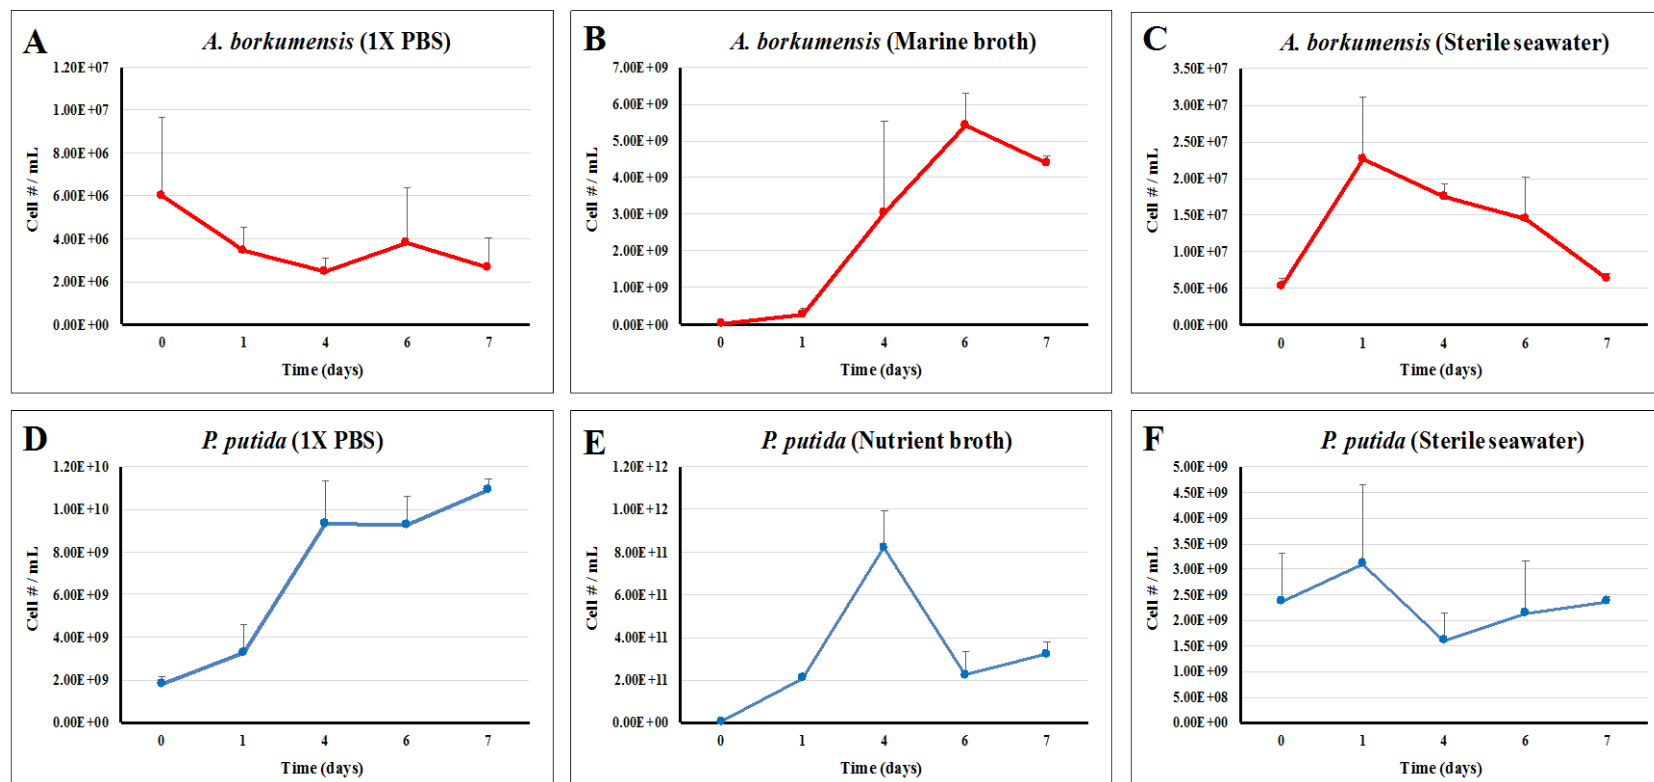 A
A. borkumensis (1X PBS)
1.20E+07
1.00E+07
8.00E+06
6.00E+06
4.00E+06
2.00E+06
0.00E+00
Cell # / mL
0 1 4 6 7
Time (days)
B
A. borkumensis (Marine broth)
7.00E+09
6.00E+09
5.00E+09
4.00E+09
3.00E+09
2.00E+09
1.00E+09
0.00E+00
Cell # / mL
0 1 4 6 7
Time (days)
C
A. borkumensis (Sterile seawater)
3.50E+07
3.00E+07
2.50E+07
2.00E+07
1.50E+07
1.00E+07
5.00E+06
0.00E+00
Cell # / mL
0 1 4 6 7
Time (days)
D
P. putida (1X PBS)
1.20E+10
1.00E+10
8.00E+09
6.00E+09
4.00E+09
2.00E+09
0.00E+00
Cell # / mL
0 1 4 6 7
Time (days)
E
P. putida (Nutrient broth)
1.20E+12
1.00E+12
8.00E+11
6.00E+11
4.00E+11
2.00E+11
0.00E+00
Cell # / mL
0 1 4 6 7
Time (days)
F
P. putida (Sterile seawater)
5.00E+09
4.50E+09
4.00E+09
3.50E+09
3.00E+09
2.50E+09
2.00E+09
1.50E+09
1.00E+09
5.00E+08
0.00E+00
Cell # / mL
0 1 4 6 7
Time (days)